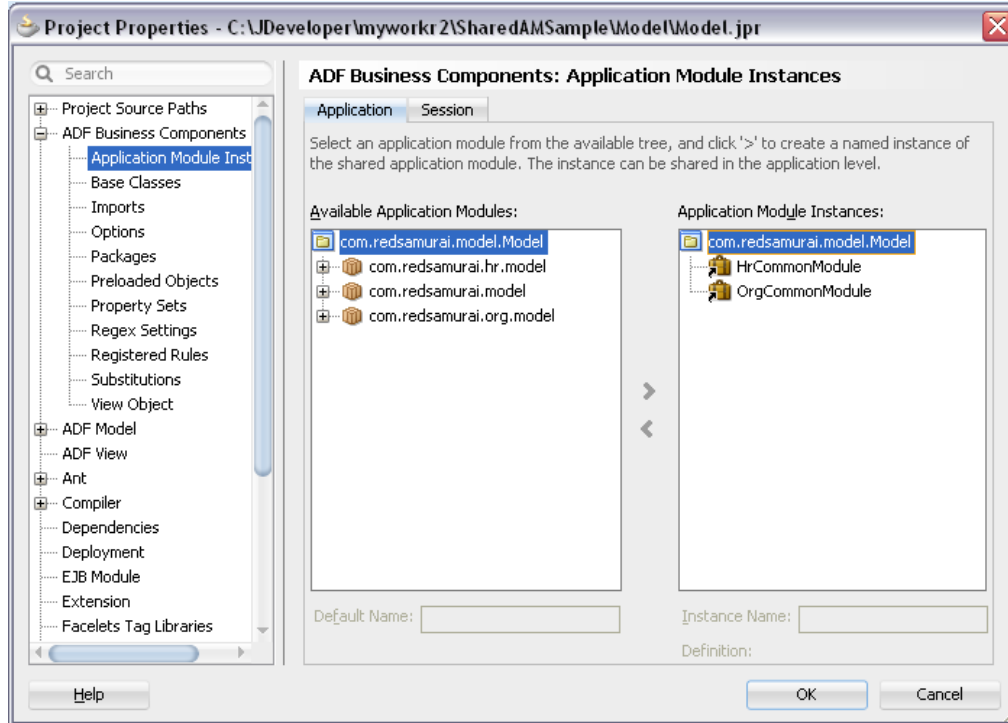 Project Properties - C:\JDeveloper\myworkr2\SharedAMSample\Model\Model.jpr
Search
Project Source Paths
ADF Business Components
Application Module Inst
Base Classes
Imports
Options
Packages
Preloaded Objects
Property Sets
Regex Settings
Registered Rules
Substitutions
View Object
ADF Model
ADF View
Ant
Compiler
Dependencies
Deployment
EJB Module
Extension
Facelets Tag Libraries
ADF Business Components: Application Module Instances
Application Session
Select an application module from the available tree, and click '>' to create a named instance of
the shared application module. The instance can be shared in the application level.
Available Application Modules:
com.redsamurai.model.Model
com.redsamurai.hr.model
com.redsamurai.model
com.redsamurai.org.model
Default Name:
Application Module Instances:
com.redsamurai.model.Model
HrCommonModule
OrgCommonModule
Instance Name:
Definition:
Help
OK
Cancel